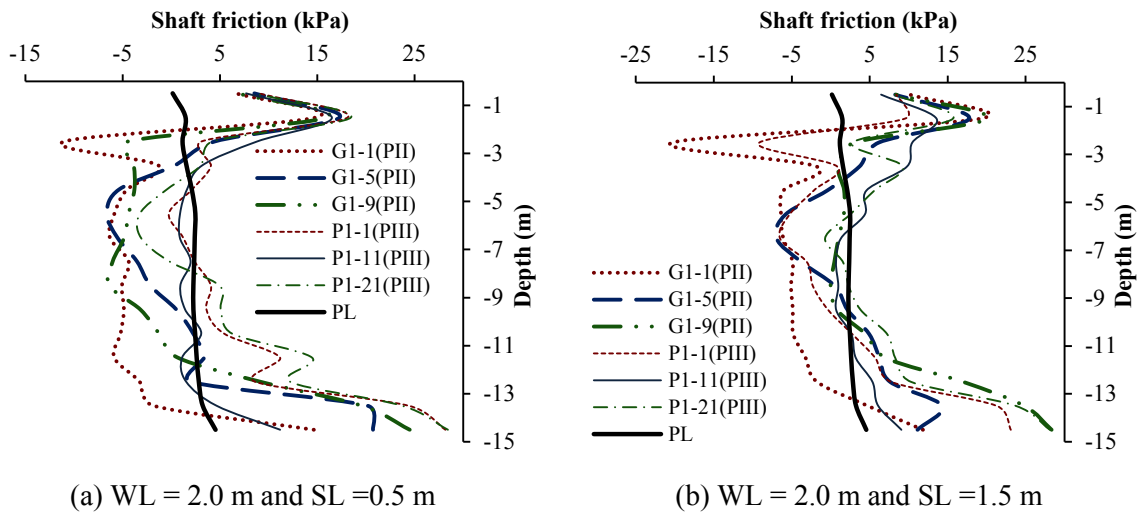 Shaft friction (kPa)
-15 -5 5 15 25
-1
-3
-5
-7
-9
-11
-13
-15
Depth (m)
G1-1(PII)
G1-5(PII)
G1-9(PII)
P1-1(PIII)
P1-11(PIII)
P1-21(PIII)
PL
(a) WL = 2.0 m and SL =0.5 m
Shaft friction (kPa)
-25 -15 -5 5 15 25
-1
-3
-5
-7
-9
-11
-13
-15
Depth (m)
G1-1(PII)
G1-5(PII)
G1-9(PII)
P1-1(PIII)
P1-11(PIII)
P1-21(PIII)
PL
(b) WL = 2.0 m and SL =1.5 m